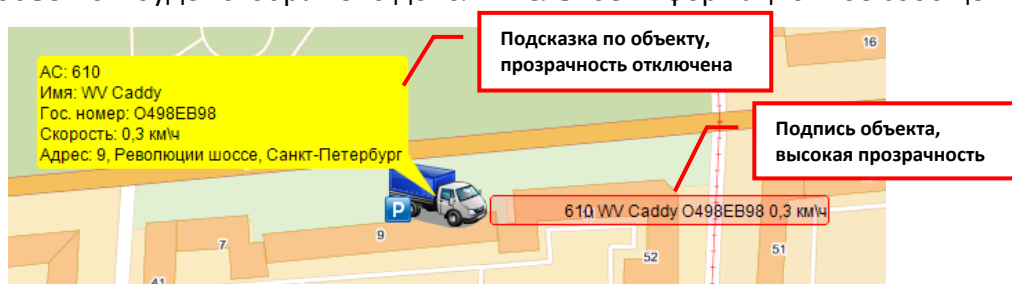 Подсказка по объекту,
прозрачность отключена
16
АС: 610
Имя: WV Caddy
Гос. номер: О498ЕВ98
Скорость: 0,3 км\ч
Адрес: 9, Революции шоссе, Санкт-Петербург
Подпись объекта,
высокая прозрачность
P
610 WV Caddy О498ЕВ98 0,3 км\ч
7
9
52
51
41